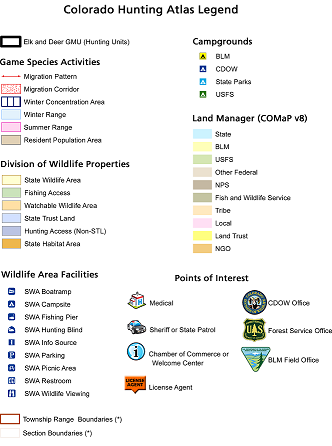 Colorado Hunting Atlas Legend
Elk and Deer GMU (Hunting Units)
Game Species Activities
Migration Pattern
Migration Corridor
Winter Concentration Area
Winter Range
Summer Range
Resident Population Area
Division of Wildlife Properties
State Wildlife Area
Fishing Access
Watchable Wildlife Area
State Trust Land
Hunting Access (Non-STL)
State Habitat Area
Campgrounds
BLM
CDOW
State Parks
USFS
Land Manager (COMaP v8)
State
BLM
USFS
Other Federal
NPS
Fish and Wildlife Service
Tribe
Local
Land Trust
NGO
Wildlife Area Facilities
SWA Boatramp
SWA Campsite
SWA Fishing Pier
SWA Hunting Blind
SWA Info Source
SWA Parking
SWA Picnic Area
SWA Restroom
SWA Wildlife Viewing
Points of Interest
Medical
Sheriff or State Patrol
Chamber of Commerce or
Welcome Center
LICENSE
AGENT
License Agent
CDOW Office
UAS
Forest Service Office
BLM Field Office
Township Range Boundaries (*)
Section Boundaries (*)